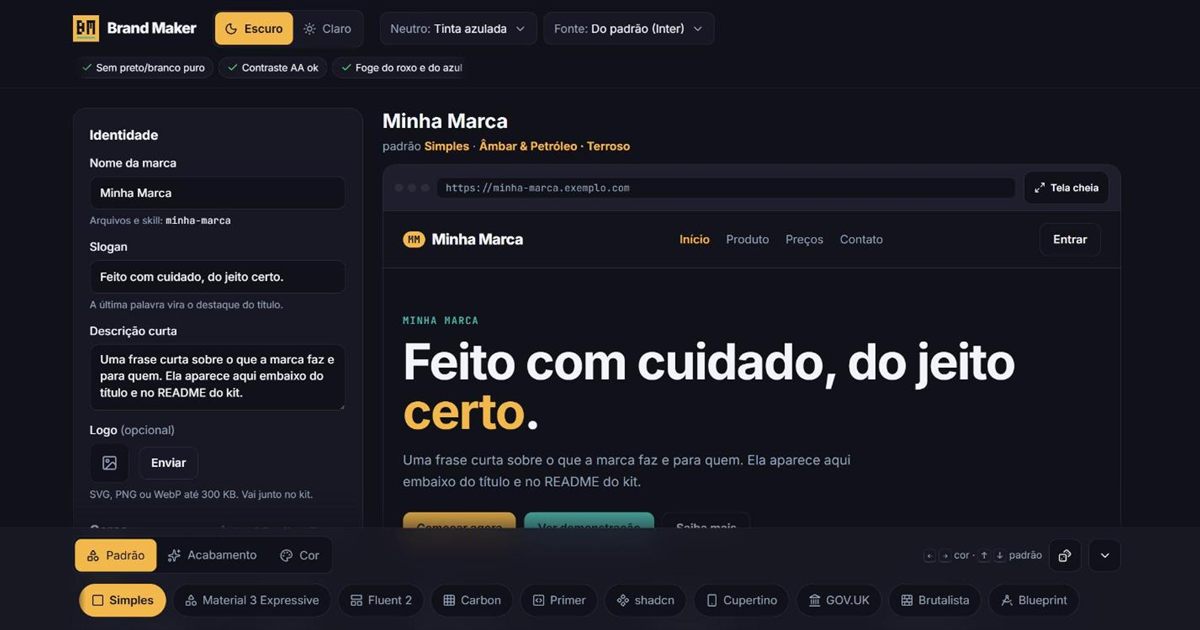 BM Brand Maker
Escuro
Claro
Neutro: Tinta azulada
Fonte: Do padrão (Inter)
Sem preto/branco puro
Contraste AA ok
Foge do roxo e do azul
Identidade
Nome da marca
Minha Marca
Arquivos e skill: minha-marca
Slogan
Feito com cuidado, do jeito certo.
A última palavra vira o destaque do título.
Descrição curta
Uma frase curta sobre o que a marca faz e
para quem. Ela aparece aqui embaixo do
título e no README do kit.
Logo (opcional)
Enviar
SVG, PNG ou WebP até 300 KB. Vai junto no kit.
Minha Marca
padrão Simples · Âmbar & Petróleo · Terroso
https://minha-marca.exemplo.com
Tela cheia
MM Minha Marca
Início
Produto
Preços
Contato
Entrar
MINHA MARCA
Feito com cuidado, do jeito
certo.
Uma frase curta sobre o que a marca faz e para quem. Ela aparece aqui
embaixo do título e no README do kit.
Começar agora
Ver demonstração
Saiba mais
Padrão
Acabamento
Cor
← → cor · ↑ ↓ padrão
Simples
Material 3 Expressive
Fluent 2
Carbon
Primer
shadcn
Cupertino
GOV.UK
Brutalista
Blueprint